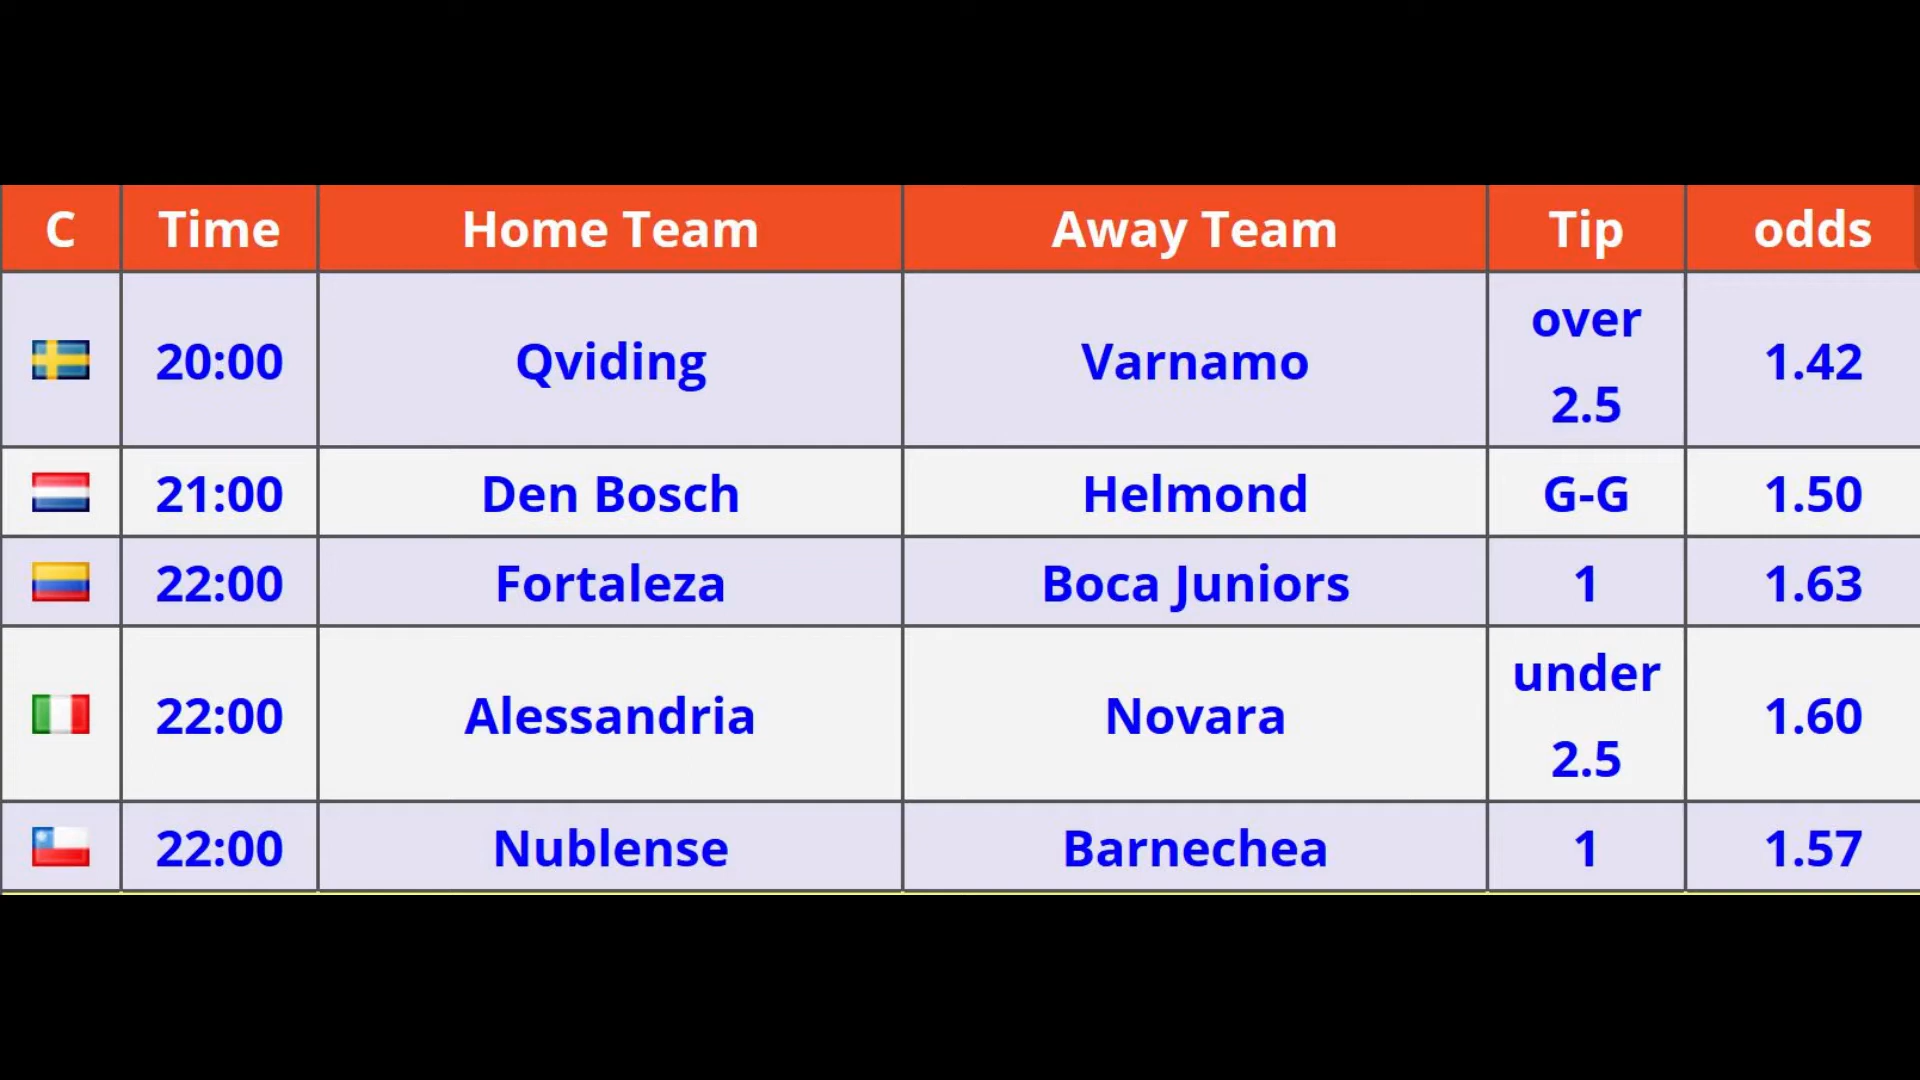 C Time Home Team Away Team Tip odds
20:00 Qviding Varnamo over 2.5 1.42
21:00 Den Bosch Helmond G-G 1.50
22:00 Fortaleza Boca Juniors 1 1.63
22:00 Alessandria Novara under 2.5 1.60
22:00 Nublense Barnechea 1 1.57